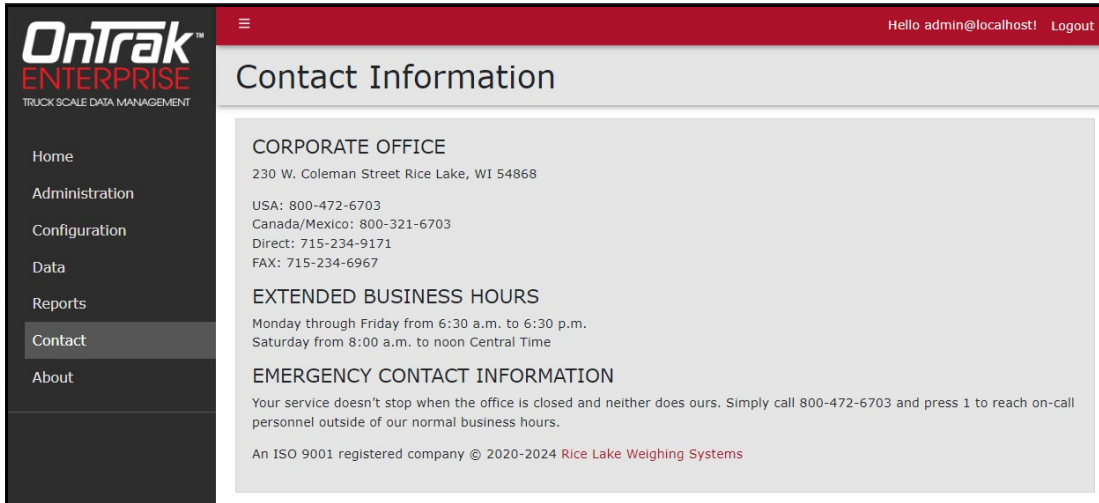 OnTrak™
ENTERPRISE
TRUCK SCALE DATA MANAGEMENT
Home
Administration
Configuration
Data
Reports
Contact
About
Hello admin@localhost! Logout
Contact Information
CORPORATE OFFICE
230 W. Coleman Street Rice Lake, WI 54868
USA: 800-472-6703
Canada/Mexico: 800-321-6703
Direct: 715-234-9171
FAX: 715-234-6967
EXTENDED BUSINESS HOURS
Monday through Friday from 6:30 a.m. to 6:30 p.m.
Saturday from 8:00 a.m. to noon Central Time
EMERGENCY CONTACT INFORMATION
Your service doesn’t stop when the office is closed and neither does ours. Simply call 800-472-6703 and press 1 to reach on-call
personnel outside of our normal business hours.
An ISO 9001 registered company © 2020-2024 Rice Lake Weighing Systems